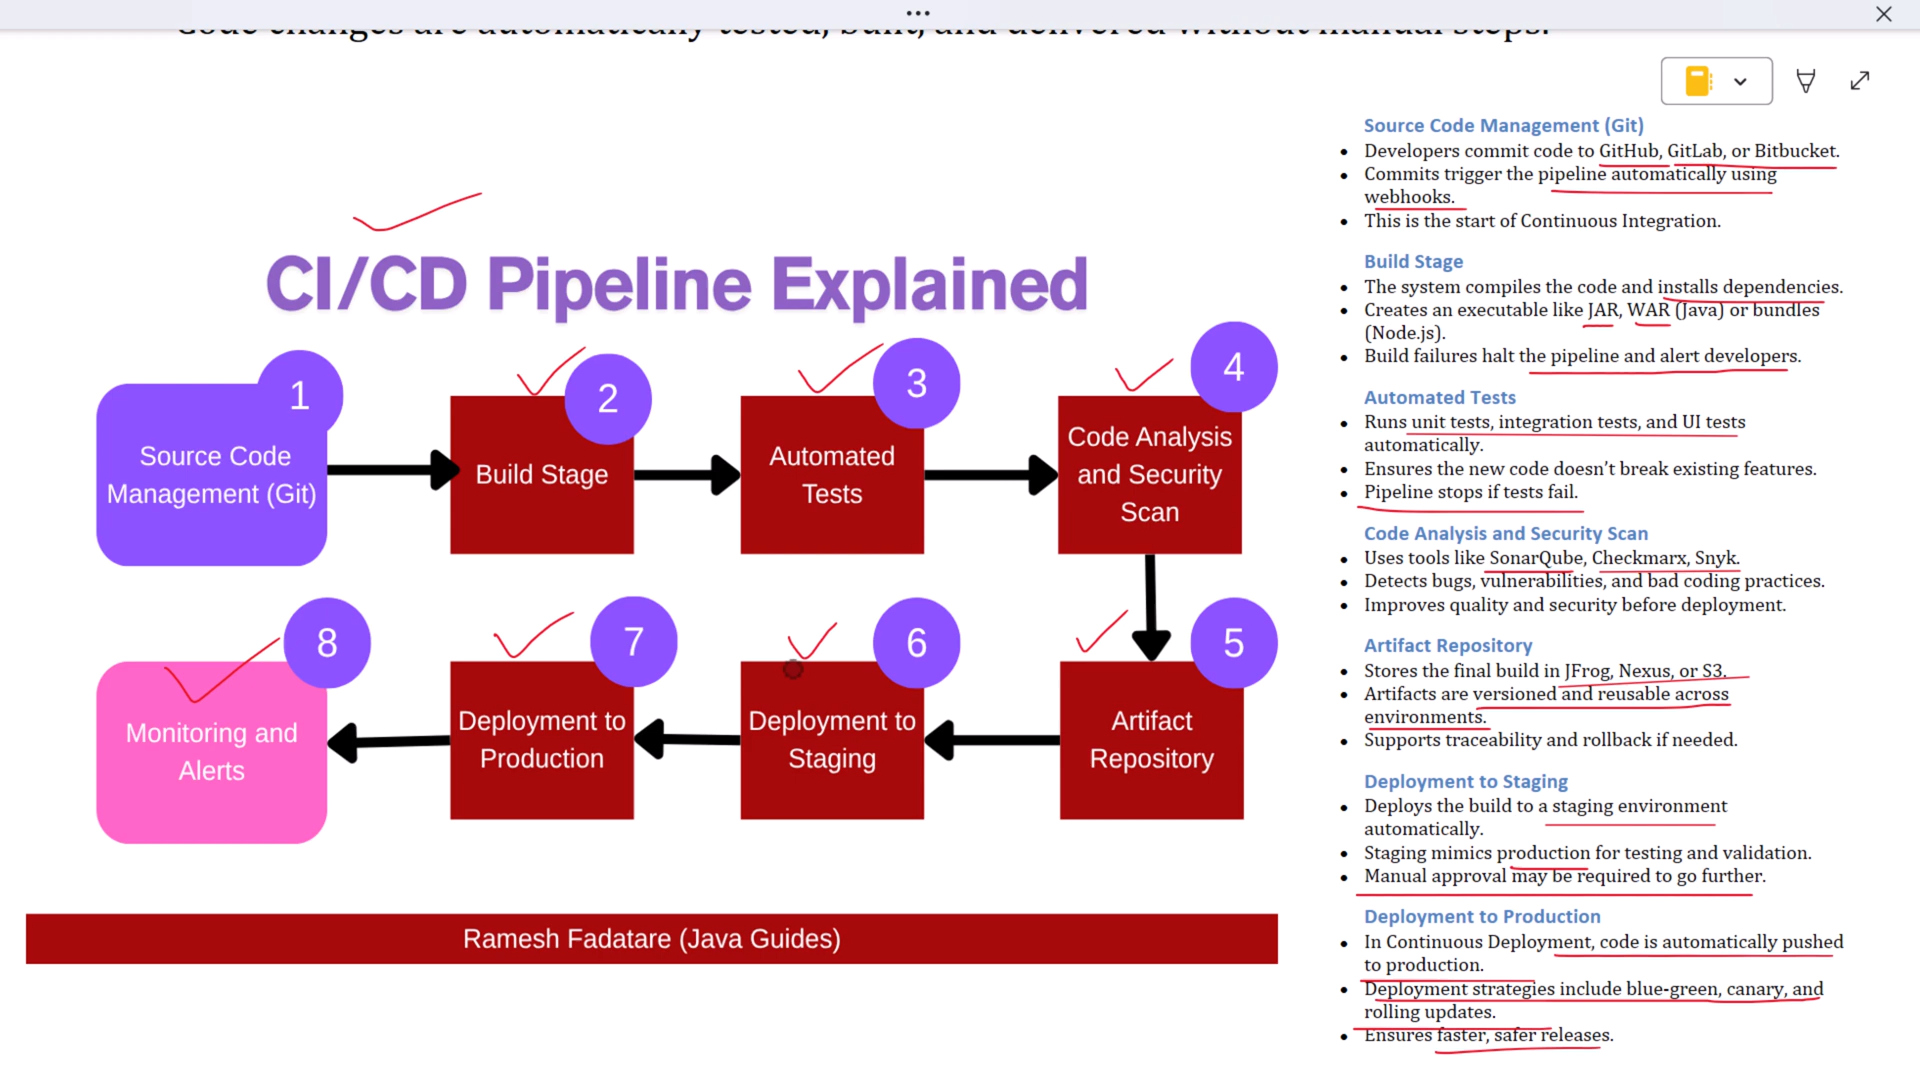 Code changes are automatically tested, built, and delivered without manual steps.
CI/CD Pipeline Explained
1
Source Code
Management (Git)
2
Build Stage
3
Automated
Tests
4
Code Analysis
and Security
Scan
5
Artifact
Repository
6
Deployment to
Staging
7
Deployment to
Production
8
Monitoring and
Alerts
Ramesh Fadatare (Java Guides)
Source Code Management (Git)
• Developers commit code to GitHub, GitLab, or Bitbucket.
• Commits trigger the pipeline automatically using
webhooks.
• This is the start of Continuous Integration.
Build Stage
• The system compiles the code and installs dependencies.
• Creates an executable like JAR, WAR (Java) or bundles
(Node.js).
• Build failures halt the pipeline and alert developers.
Automated Tests
• Runs unit tests, integration tests, and UI tests
automatically.
• Ensures the new code doesn’t break existing features.
• Pipeline stops if tests fail.
Code Analysis and Security Scan
• Uses tools like SonarQube, Checkmarx, Snyk.
• Detects bugs, vulnerabilities, and bad coding practices.
• Improves quality and security before deployment.
Artifact Repository
• Stores the final build in JFrog, Nexus, or S3.
• Artifacts are versioned and reusable across
environments.
• Supports traceability and rollback if needed.
Deployment to Staging
• Deploys the build to a staging environment
automatically.
• Staging mimics production for testing and validation.
• Manual approval may be required to go further.
Deployment to Production
• In Continuous Deployment, code is automatically pushed
to production.
• Deployment strategies include blue-green, canary, and
rolling updates.
• Ensures faster, safer releases.